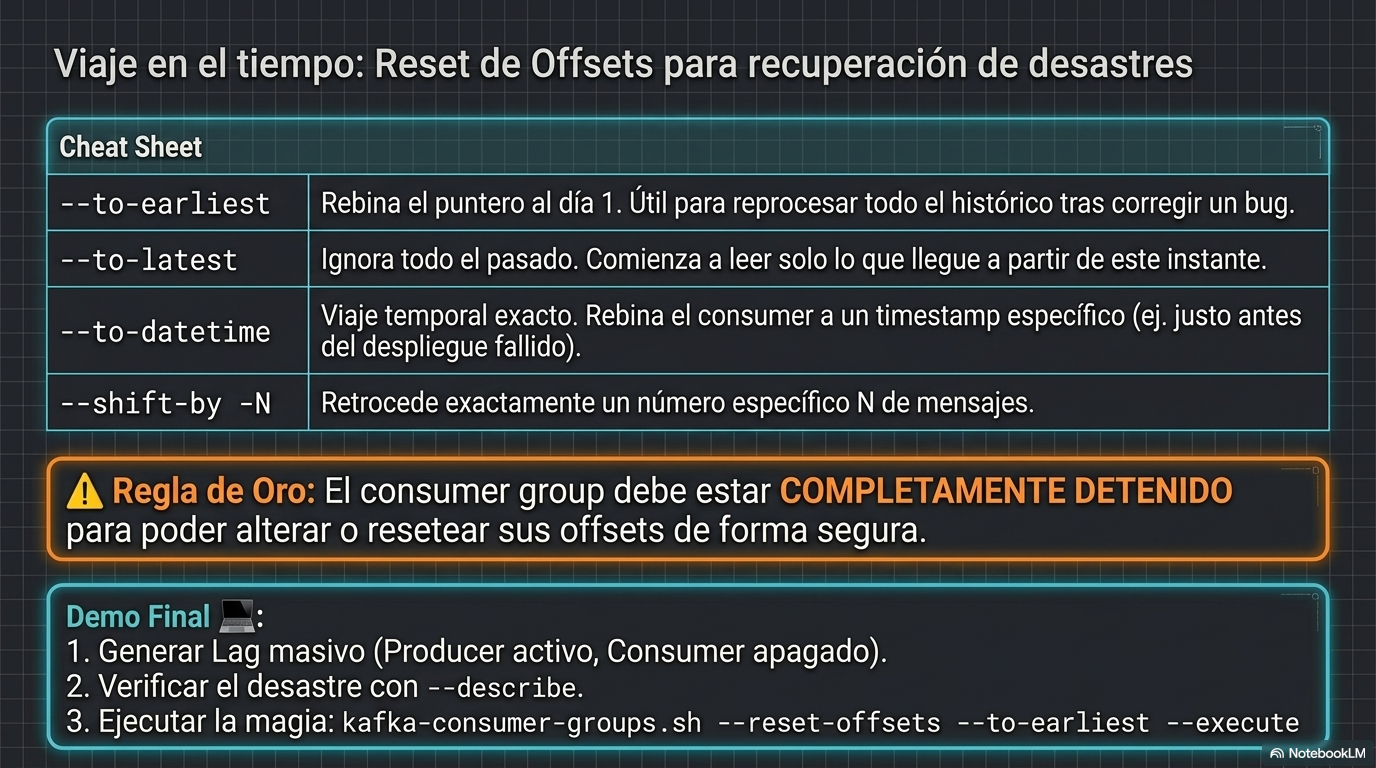 Viaje en el tiempo: Reset de Offsets para recuperación de desastres
Cheat Sheet
--to-earliest
Rebina el puntero al día 1. Útil para reprocesar todo el histórico tras corregir un bug.
--to-latest
Ignora todo el pasado. Comienza a leer solo lo que llegue a partir de este instante.
--to-datetime
Viaje temporal exacto. Rebina el consumer a un timestamp específico (ej. justo antes
del despliegue fallido).
--shift-by -N
Retrocede exactamente un número específico N de mensajes.
⚠️ Regla de Oro: El consumer group debe estar COMPLETAMENTE DETENIDO
para poder alterar o resetear sus offsets de forma segura.
Demo Final 💻:
1. Generar Lag masivo (Producer activo, Consumer apagado).
2. Verificar el desastre con --describe.
3. Ejecutar la magia: kafka-consumer-groups.sh --reset-offsets --to-earliest --execute
NotebookLM